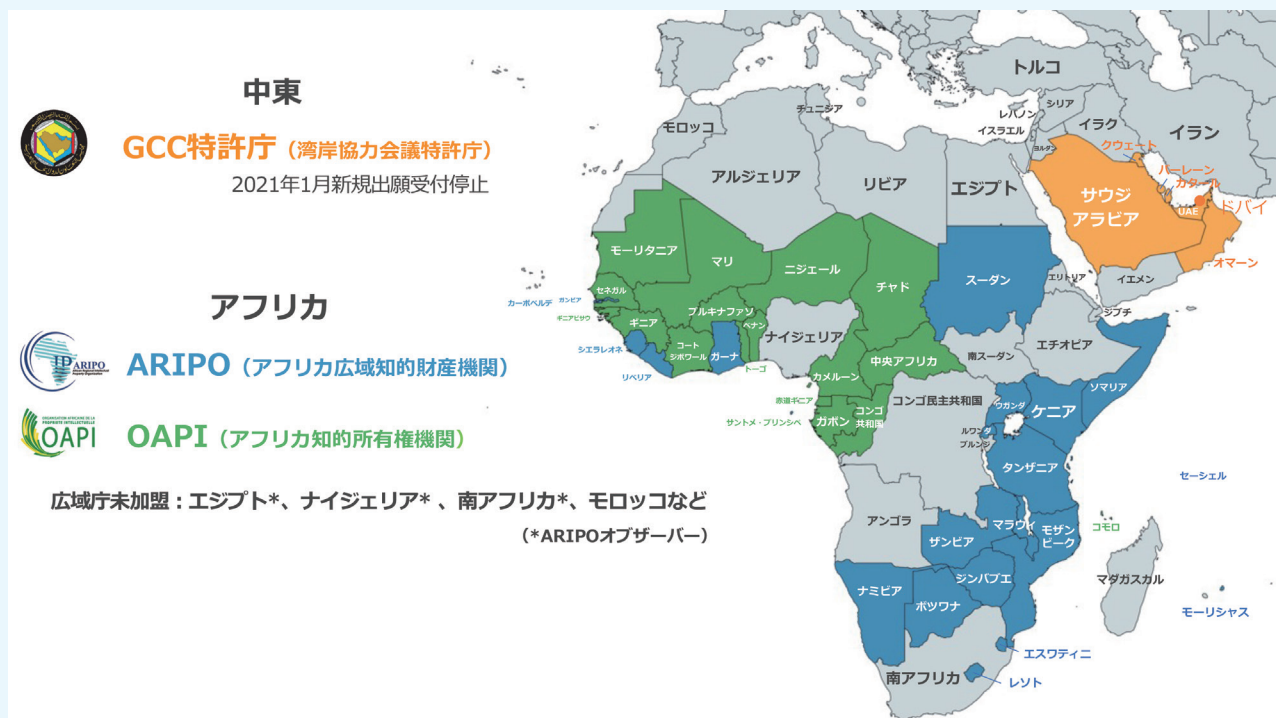 中東
GCC特許庁（湾岸協力会議特許庁）
2021年1月新規出願受付停止
アフリカ
ARIPO
ARIPO（アフリカ広域知的財産機関）
ORGANISATION AFRICAINE DE LA
PROPRIETE INTELLECTUELLE
OAPI
OAPI（アフリカ知的所有権機関）
広域庁未加盟：エジプト*、ナイジェリア* 、南アフリカ*、モロッコなど
（*ARIPOオブザーバー）
トルコ
チュニジア
シリア
レバノン
モロッコ
イスラエル
イラク
イラン
ヨルダン
クウェート
アルジェリア
リビア
エジプト
バーレーン
カタール
サウジ
アラビア
UAE
ドバイ
モーリタニア
マリ
ニジェール
チャド
スーダン
エリトリア
イエメン
オマーン
セネガル
カーボベルデ
ガンビア
ギニアビサウ
ギニア
ブルキナファソ
ベナン
ナイジェリア
ジブチ
シエラレオネ
コート
ジボワール
ガーナ
トーゴ
リベリア
中央アフリカ
南スーダン
エチオピア
カメルーン
ソマリア
赤道ギニア
コンゴ民主共和国
ウガンダ
ケニア
サントメ・プリンシペ
ガボン
コンゴ
共和国
ルワンダ
ブルンジ
タンザニア
セーシェル
アンゴラ
マラウィ
モザン
ビーク
コモロ
ザンビア
ジンバブエ
マダガスカル
ナミビア
ボツワナ
モーリシャス
エスワティニ
南アフリカ
レソト